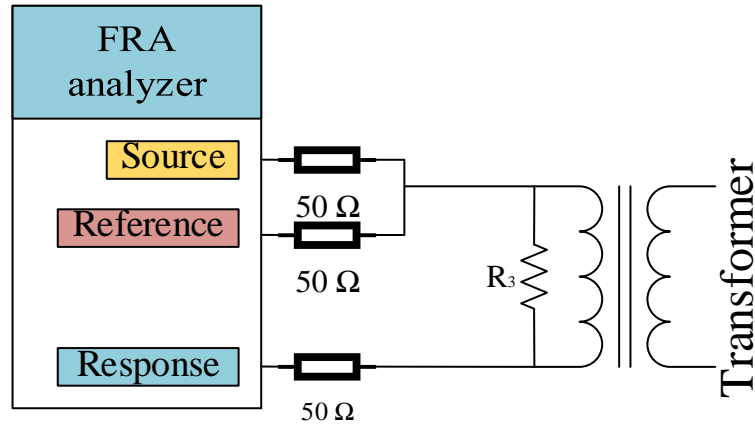 FRA
analyzer
Source
50 Ω
Reference
50 Ω
R₃
Response
50 Ω
Transformer